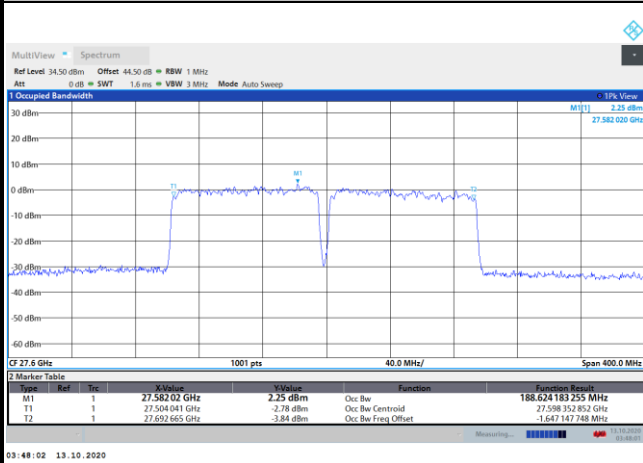 MultiView Spectrum
Ref Level 34.50 dBm Offset 44.50 dB RBW 1 MHz
Att 0 dB SWT 1.6 ms VBW 3 MHz Mode Auto Sweep
1 Occupied Bandwidth 1Pk View
M1[1] 2.25 dBm
27.582 020 GHz
30 dBm
20 dBm
10 dBm
M1
T1
T2
0 dBm
-10 dBm
-20 dBm
-30 dBm
-40 dBm
-50 dBm
-60 dBm
CF 27.6 GHz 1001 pts 40.0 MHz/ Span 400.0 MHz
2 Marker Table
Type Ref Trc X-Value Y-Value Function Function Result
M1 1 27.582 02 GHz 2.25 dBm Occ Bw 188.624 183 255 MHz
T1 1 27.504 041 GHz -2.78 dBm Occ Bw Centroid 27.598 352 852 GHz
T2 1 27.692 665 GHz -3.84 dBm Occ Bw Freq Offset -1.647 147 748 MHz
Measuring... 13.10.2020
03:48:01
03:48:02 13.10.2020